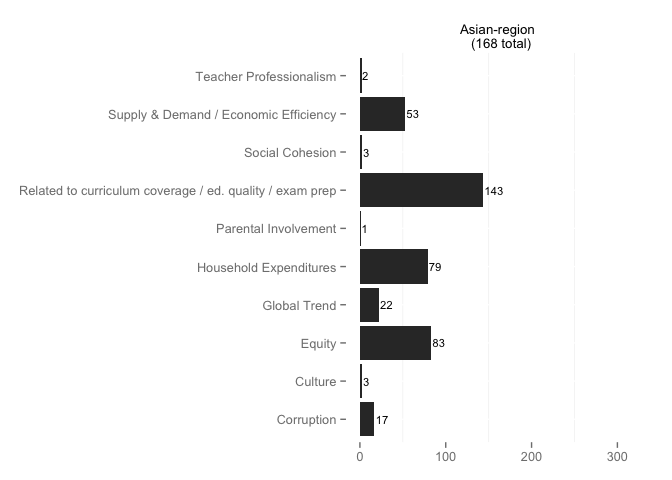 Asian-region
(168 total)
Teacher Professionalism
2
Supply & Demand / Economic Efficiency
53
Social Cohesion
3
Related to curriculum coverage / ed. quality / exam prep
143
Parental Involvement
1
Household Expenditures
79
Global Trend
22
Equity
83
Culture
3
Corruption
17
0 100 200 300